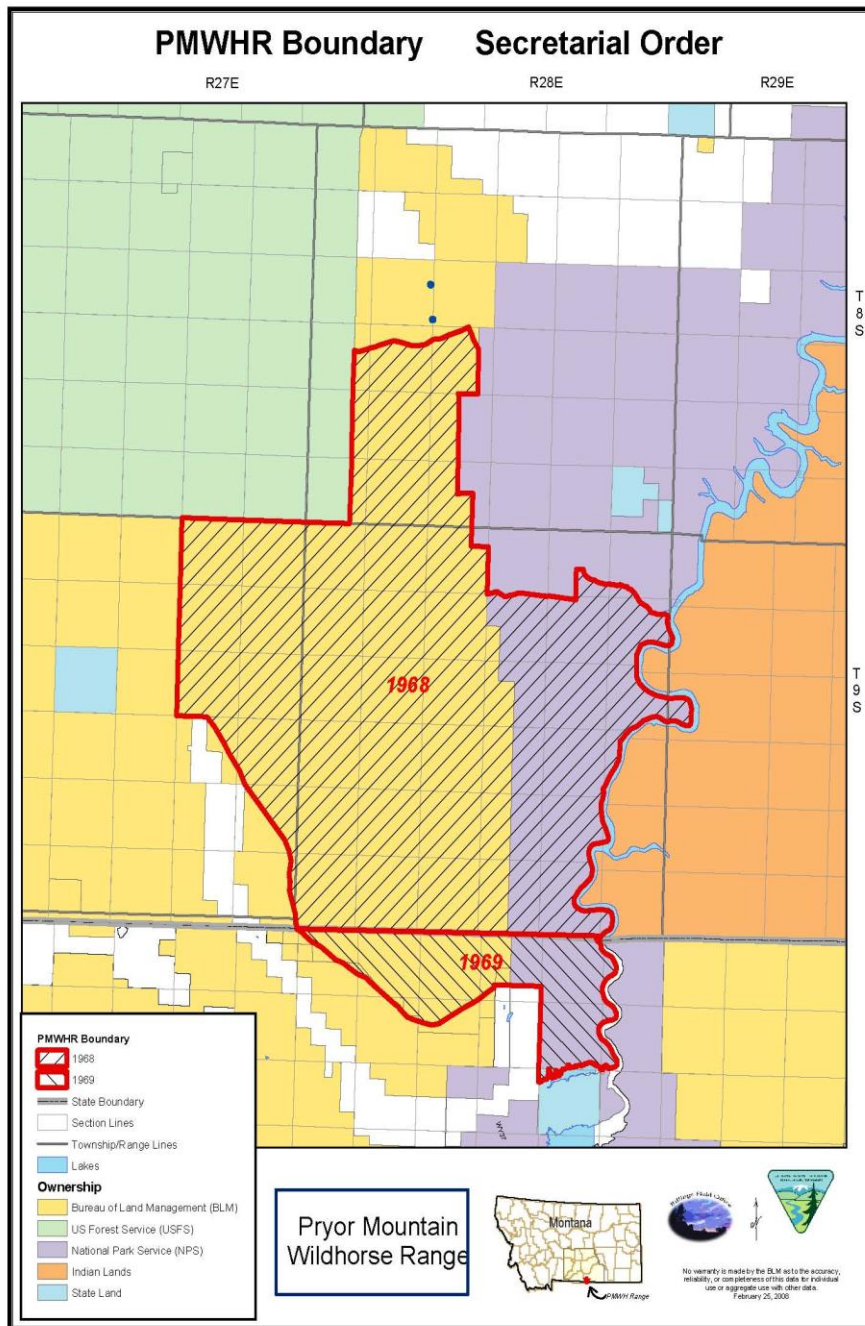 PMWHR Boundary Secretarial Order
R27E R28E R29E
T
8
S
1968
T
9
S
1969
PMWHR Boundary
1968
1969
State Boundary
Section Lines
Township/Range Lines
Lakes
Ownership
Bureau of Land Management (BLM)
US Forest Service (USFS)
National Park Service (NPS)
Indian Lands
State Land
Pryor Mountain
Wildhorse Range
Montana
PMWH Range
No warranty is made by the BLM as to the accuracy,
reliability, or completeness of this data for individual
use or aggregate use with other data.
February 25, 2008